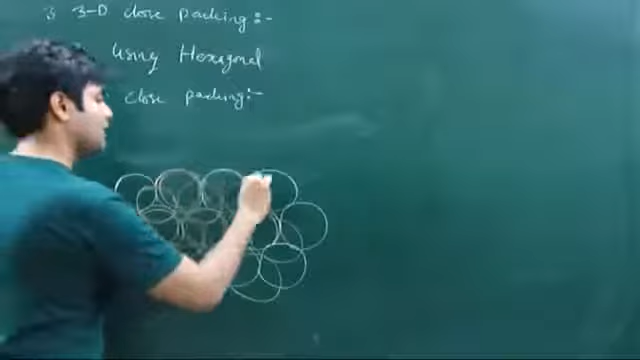 3 3-D close packing :-
using Hexagonal
close packing :-